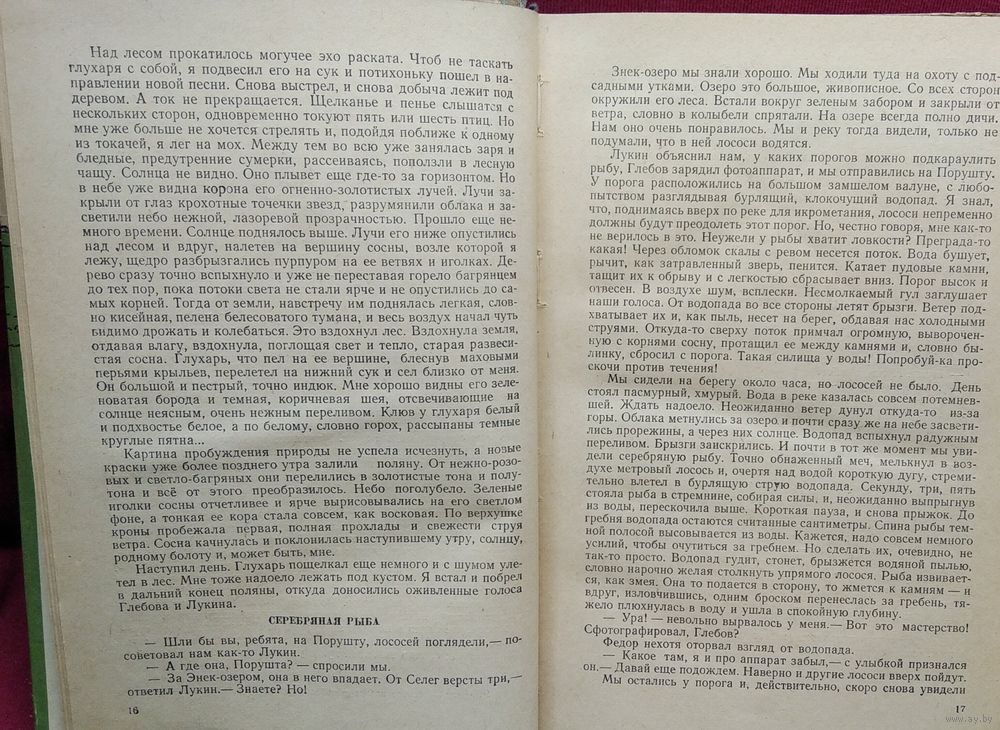 Над лесом прокатилось могучее эхо раската. Чтоб не таскать
глухаря с собой, я подвесил его на сук и потихоньку пошел в на-
правлении новой песни. Снова выстрел, и снова добыча лежит под
деревом. А ток не прекращается. Щелканье и пенье слышатся с
нескольких сторон, одновременно токуют пять или шесть птиц. Но
мне уже больше не хочется стрелять и, подойдя поближе к одному
из токачей, я лег на мох. Между тем во всю уже занялась заря и
бледные, предутренние сумерки, рассеиваясь, поползли в лесную
чащу. Солнца не видно. Оно плывет еще где-то за горизонтом. Но
в небе уже видна корона его огненно-золотистых лучей. Лучи за-
крыли от глаз крохотные точечки звезд, разрумянили облака и за-
светили небо нежной, лазоревой прозрачностью. Прошло еще не-
много времени. Солнце поднялось выше. Лучи его ниже опустились
над лесом и вдруг, налетев на вершину сосны, возле которой я
лежу, щедро разбрызгались пурпуром на ее ветвях и иголках. Де-
рево сразу точно вспыхнуло и уже не переставая горело багрянцем
до тех пор, пока потоки света не стали ярче и не опустились до са-
мых корней. Тогда от земли, навстречу им поднялась легкая, слов-
но кисейная, пелена белесоватого тумана, и весь воздух начал чуть
видимо дрожать и колебаться. Это вздохнул лес. Вздохнула земля,
отдавая влагу, вздохнула, поглощая свет и тепло, старая развеси-
стая сосна. Глухарь, что пел на ее вершине, блеснув маховыми
перьями крыльев, перелетел на нижний сук и сел близко от меня.
Он большой и пестрый, точно индюк. Мне хорошо видны его зеле-
новатая борода и темная, коричневая шея, отсвечивающие на
солнце неясным, очень нежным переливом. Клюв у глухаря белый
и подхвостье белое, а по белому, словно горох, рассыпаны темные
круглые пятна...
Картина пробуждения природы не успела исчезнуть, а новые
краски уже более позднего утра залили поляну. От нежно-розо-
вых и светло-багряных они перелились в золотистые тона и полу-
тона и всё от этого преобразилось. Небо поголубело. Зеленые
иголки сосны отчетливее и ярче вырисовывались на его светлом
фоне, а тонкая ее кора стала совсем, как восковая. По верхушке
кроны пробежала первая, полная прохлады и свежести струя
ветра. Сосна качнулась и поклонилась наступившему утру, солнцу,
родному болоту и, может быть, мне.
Наступил день. Глухарь пощелкал еще немного и с шумом уле-
тел в лес. Мне тоже надоело лежать под кустом. Я встал и побрел
в дальний конец поляны, откуда доносились оживленные голоса
Глебова и Лукина.
СЕРЕБРЯНАЯ РЫБА
— Шли бы вы, ребята, на Порушту, лососей поглядели,— по-
советовал нам как-то Лукин.
— А где она, Порушта? — спросили мы.
— За Энек-озером, она в него впадает. От Селег версты три,—
ответил Лукин.— Знаете? Но!
16
Знек-озеро мы знали хорошо. Мы ходили туда на охоту с под-
садными утками. Озеро это большое, живописное. Со всех сторон
окружили его леса. Встали вокруг зеленым забором и закрыли от
ветра, словно в колыбели спрятали. На озере всегда полно дичи.
Нам оно очень понравилось. Мы и реку тогда видели, только не
подумали, что в ней лососи водятся.
Лукин объяснил нам, у каких порогов можно подкараулить
рыбу, Глебов зарядил фотоаппарат, и мы отправились на Порушту.
У порога расположились на большом замшелом валуне, с любо-
пытством разглядывая бурлящий, клокочущий водопад. Я знал,
что, поднимаясь вверх по реке для икрометания, лососи непременно
должны будут преодолеть этот порог. Но, честно говоря, мне как-то
не верилось в это. Неужели у рыбы хватит ловкости? Преграда-то
какая! Через обломок скалы с ревом несется поток. Вода бушует,
рычит, как затравленный зверь, пенится. Катает пудовые камни,
тащит их к обрыву и с легкостью сбрасывает вниз. Порог высок и
отвесен. В воздухе шум, всплески. Несмолкаемый гул заглушает
наши голоса. От водопада во все стороны летят брызги. Ветер под-
хватывает их и, как пыль, несет на берег, обдавая нас холодными
струями. Откуда-то сверху поток примчал огромную, вывороченн-
ную с корнями сосну, протащил ее между камнями и, словно бы-
линку, сбросил с порога. Такая силища у воды! Попробуй-ка про-
скочи против течения!
Мы сидели на берегу около часа, но лососей не было. День
стоял пасмурный, хмурый. Вода в реке казалась совсем потемнев-
шей. Ждать надоело. Неожиданно ветер дунул откуда-то из-за
горы. Облака метнулись за озеро и почти сразу же на небе засвети-
лись прорежины, а через них солнце. Водопад вспыхнул радужным
переливом. Брызги заискрились. И почти в тот же момент мы уви-
дели серебряную рыбу. Точно обнаженный меч, мелькнул в воз-
духе метровый лосось и, очертя над водой короткую дугу, стреми-
тельно влетел в бурлящую струю водопада. Секунду, три, пять
стояла рыба в стремнине, собирая силы, и, неожиданно выпрыгнув
из воды, перескочила выше. Короткая пауза, и снова прыжок. До
гребня водопада остаются считанные сантиметры. Спина рыбы тем-
ной полосой высовывается из воды. Кажется, надо совсем немного
усилий, чтобы очутиться за гребнем. Но сделать их, очевидно, не
так-то просто. Водопад гудит, стонет, брызжется водяной пылью,
словно нарочно желая столкнуть упрямого лосося. Рыба извивает-
ся, как змея. Она то подается в сторону, то жмется к камням — и
вдруг, изловчившись, одним броском перенеслась за гребень, тя-
жело плюхнулась в воду и ушла в спокойную глубину.
— Ура! — невольно вырвалось у меня.— Вот это мастерство!
Сфотографировал, Глебов?
Федор нехотя оторвал взгляд от водопада.
— Какое там, я и про аппарат забыл,— с улыбкой признался
он.— Давай еще подождем. Наверно и другие лососи вверх пойдут.
Мы остались у порога и, действительно, скоро снова увидели
17
www.ay.by